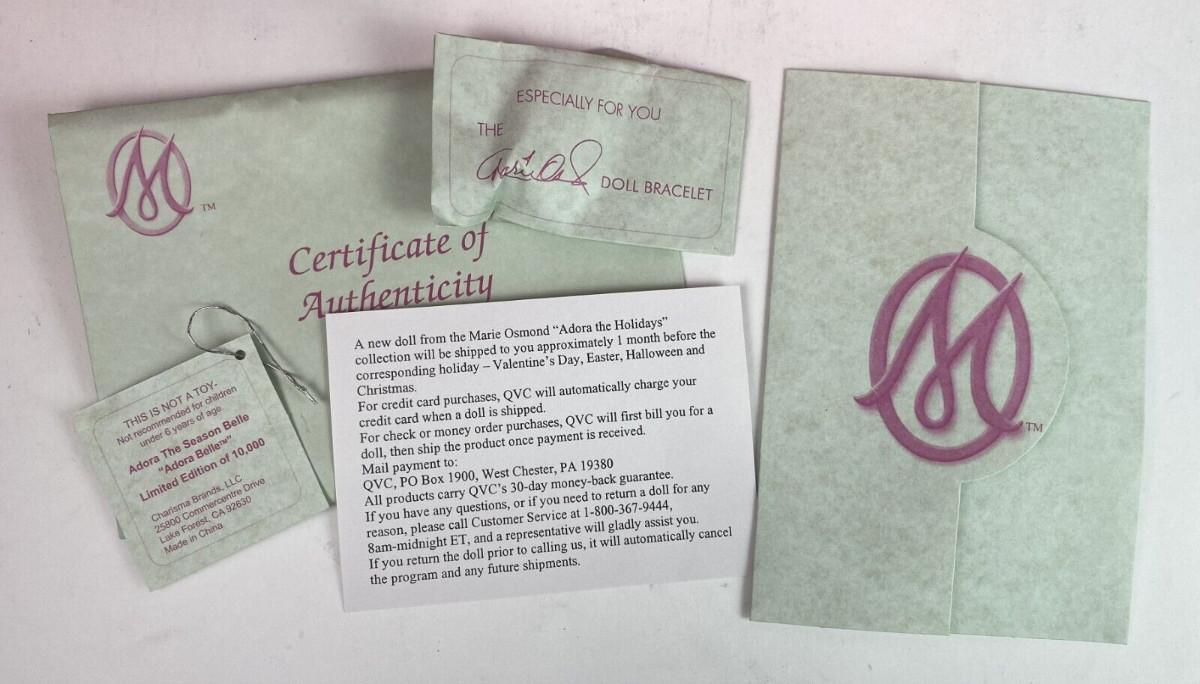 M TM
Certificate of
Authenticity
ESPECIALLY FOR YOU
THE
Marie Osmond DOLL BRACELET
M TM
THIS IS NOT A TOY-
Not recommended for children
under 6 years of age.
Adora The Season Belle
"Adora Belle™"
Limited Edition of 10,000
Charisma Brands, LLC
25800 Commercentre Drive
Lake Forest, CA 92630
Made in China
A new doll from the Marie Osmond “Adora the Holidays”
collection will be shipped to you approximately 1 month before the
corresponding holiday – Valentine’s Day, Easter, Halloween and
Christmas.
For credit card purchases, QVC will automatically charge your
credit card when a doll is shipped.
For check or money order purchases, QVC will first bill you for a
doll, then ship the product once payment is received.
Mail payment to:
QVC, PO Box 1900, West Chester, PA 19380
All products carry QVC’s 30-day money-back guarantee.
If you have any questions, or if you need to return a doll for any
reason, please call Customer Service at 1-800-367-9444,
8am-midnight ET, and a representative will gladly assist you.
If you return the doll prior to calling us, it will automatically cancel
the program and any future shipments.